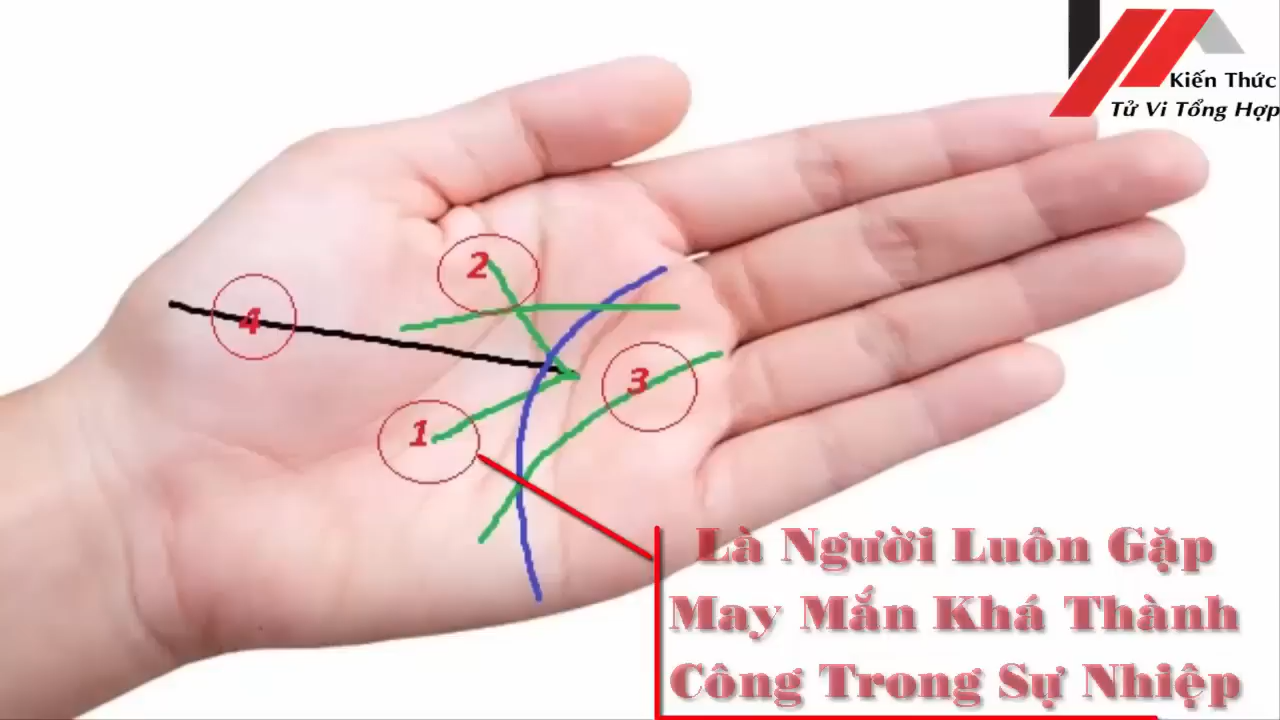 Kiến Thức
Tử Vi Tổng Hợp
2
4
3
1
Là Người Luôn Gặp
May Mắn Khá Thành
Công Trong Sự Nhiệp